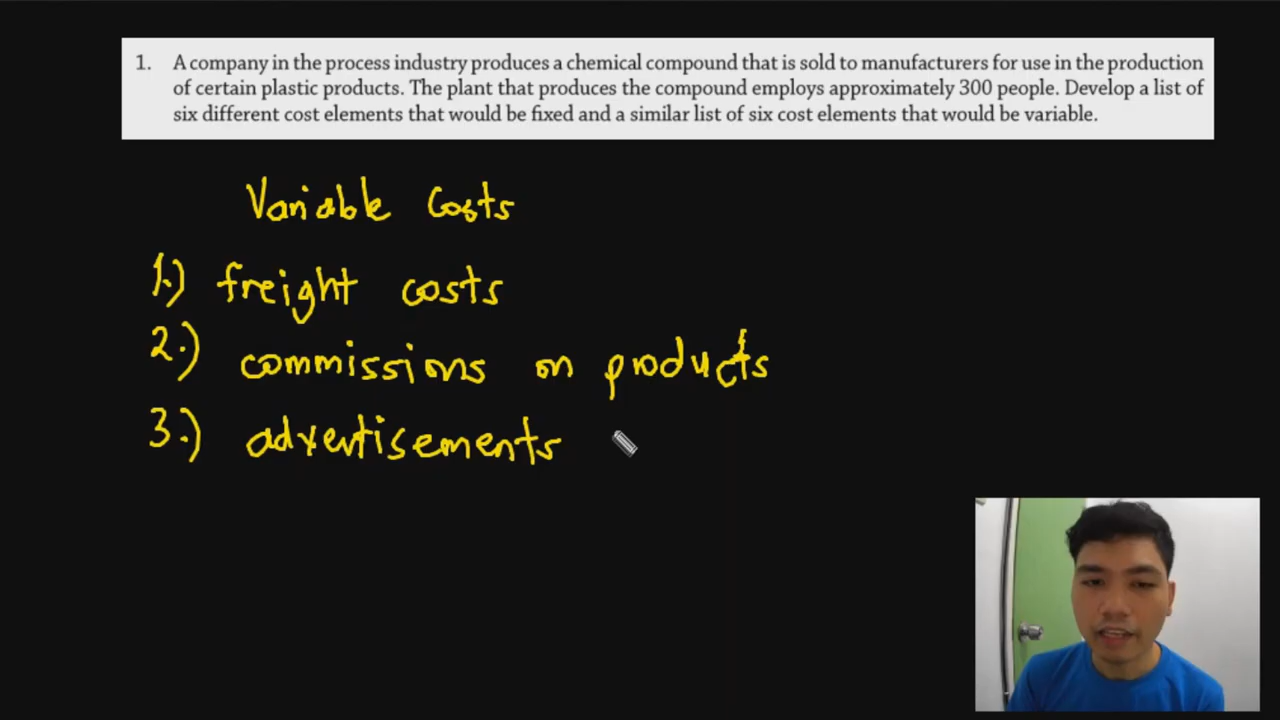 1. A company in the process industry produces a chemical compound that is sold to manufacturers for use in the production
of certain plastic products. The plant that produces the compound employs approximately 300 people. Develop a list of
six different cost elements that would be fixed and a similar list of six cost elements that would be variable.
Variable Costs
1.) freight costs
2.) commissions on products
3.) advertisements